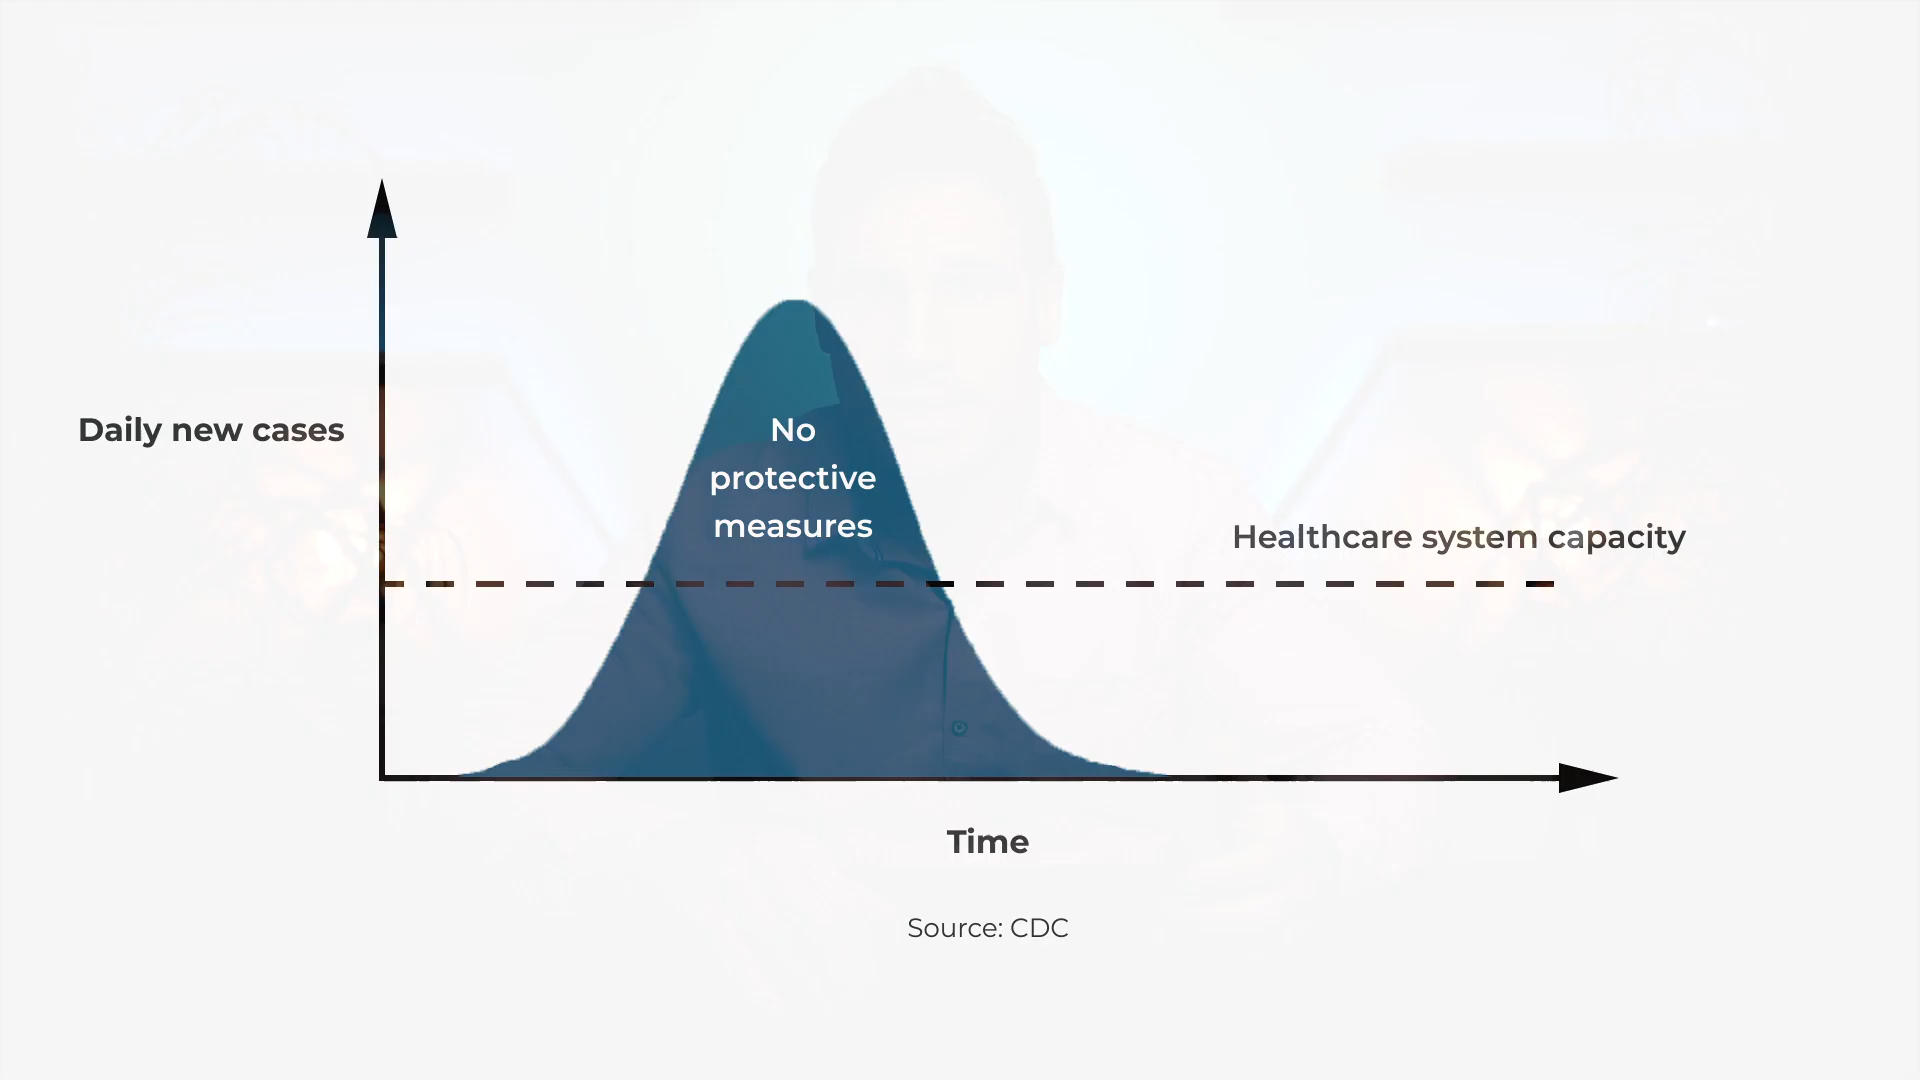 Daily new cases
No
protective
measures
Healthcare system capacity
Time
Source: CDC